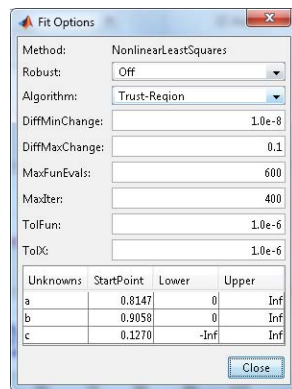 Fit Options
Method: NonlinearLeastSquares
Robust: Off
Algorithm: Trust-Region
DiffMinChange: 1.0e-8
DiffMaxChange: 0.1
MaxFunEvals: 600
MaxIter: 400
TolFun: 1.0e-6
TolX: 1.0e-6
Unknowns StartPoint Lower Upper
a 0.8147 0 Inf
b 0.9058 0 Inf
c 0.1270 -Inf Inf
Close